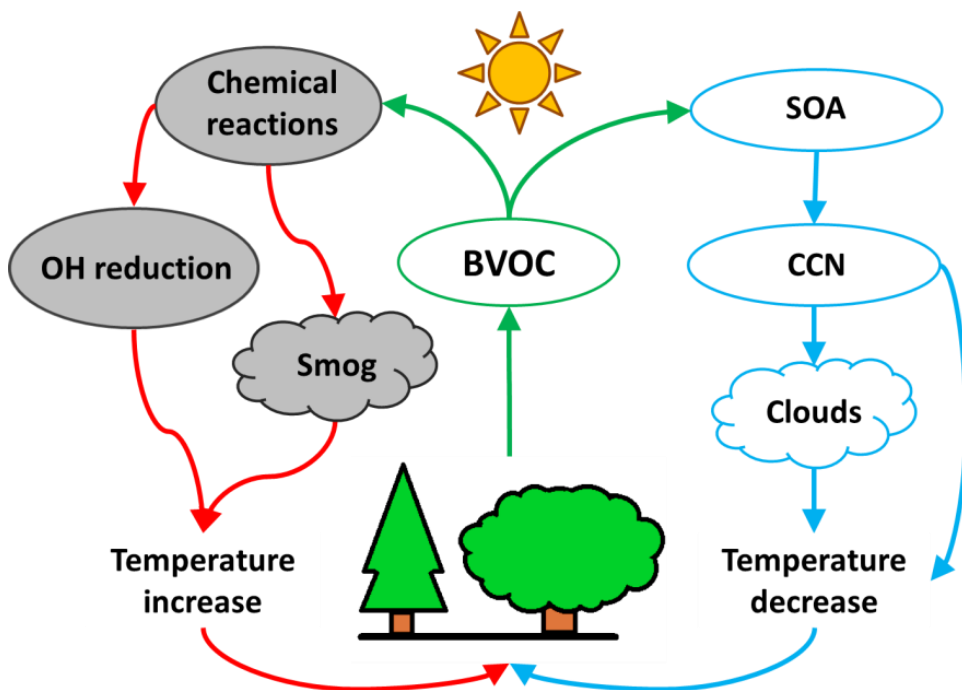 Chemical
reactions
SOA
OH reduction
BVOC
CCN
Smog
Clouds
Temperature
increase
Temperature
decrease